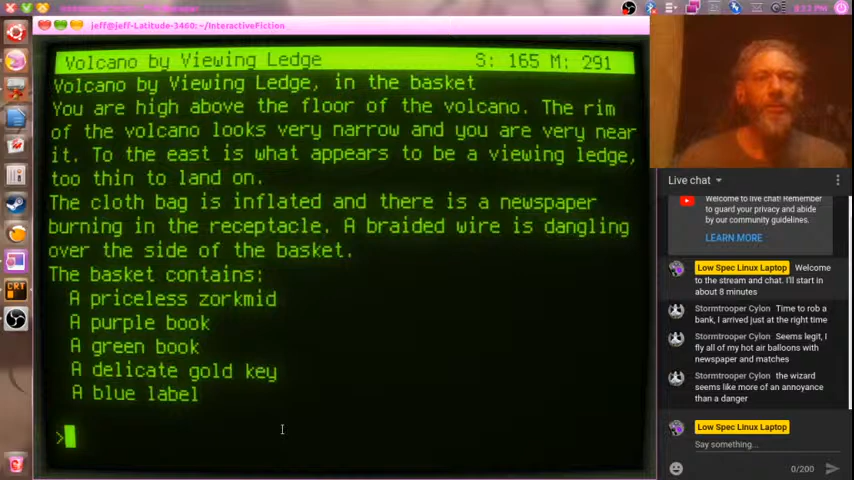 jeff@jeff-Latitude-3460: ~/InteractiveFiction
Volcano by Viewing Ledge S: 165 M: 291
Volcano by Viewing Ledge, in the basket
You are high above the floor of the volcano. The rim
of the volcano looks very narrow and you are very near
it. To the east is what appears to be a viewing ledge,
too thin to land on.
The cloth bag is inflated and there is a newspaper
burning in the receptacle. A braided wire is dangling
over the side of the basket.
The basket contains:
A priceless zorkmid
A purple book
A green book
A delicate gold key
A blue label
>
CRT
Live chat
Welcome to live chat! Remember
to guard your privacy and abide
by our community guidelines.
LEARN MORE
Low Spec Linux Laptop Welcome
to the stream and chat. I'll start in
about 8 minutes
Stormtrooper Cylon Time to rob a
bank, I arrived just at the right time
Stormtrooper Cylon Seems legit, I
fly all of my hot air balloons with
newspaper and matches
Stormtrooper Cylon the wizard
seems like more of an annoyance
than a danger
Low Spec Linux Laptop
Say something...
0/200